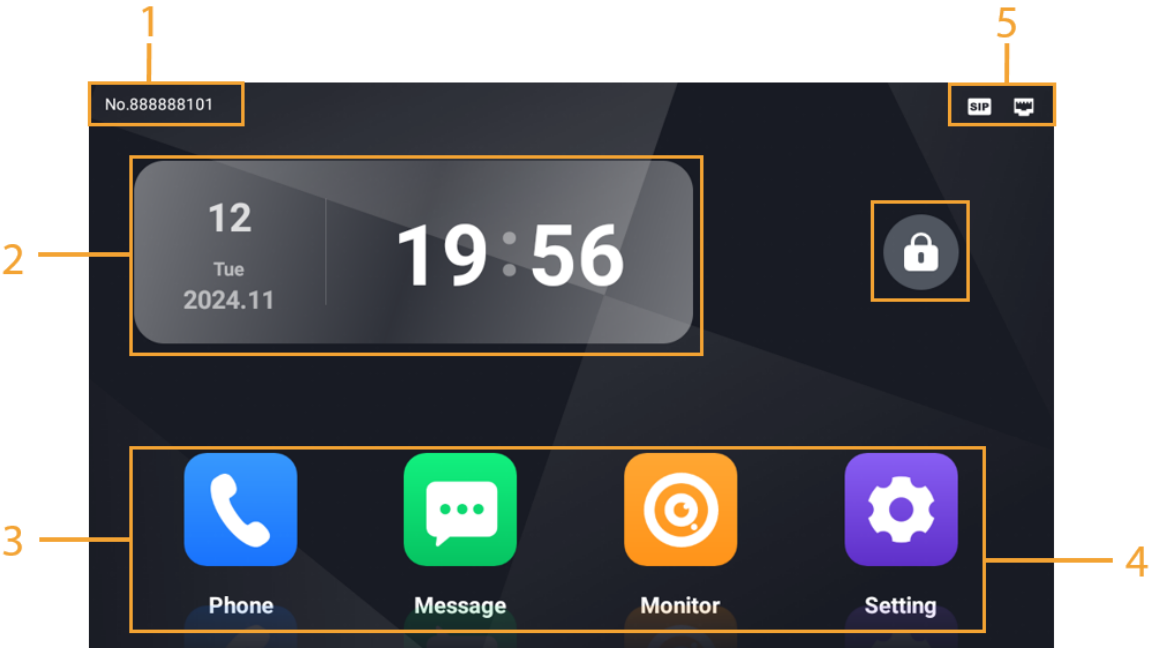 1
5
No.888888101
SIP
12
Tue
2024.11
19:56
2
3
4
Phone
Message
Monitor
Setting